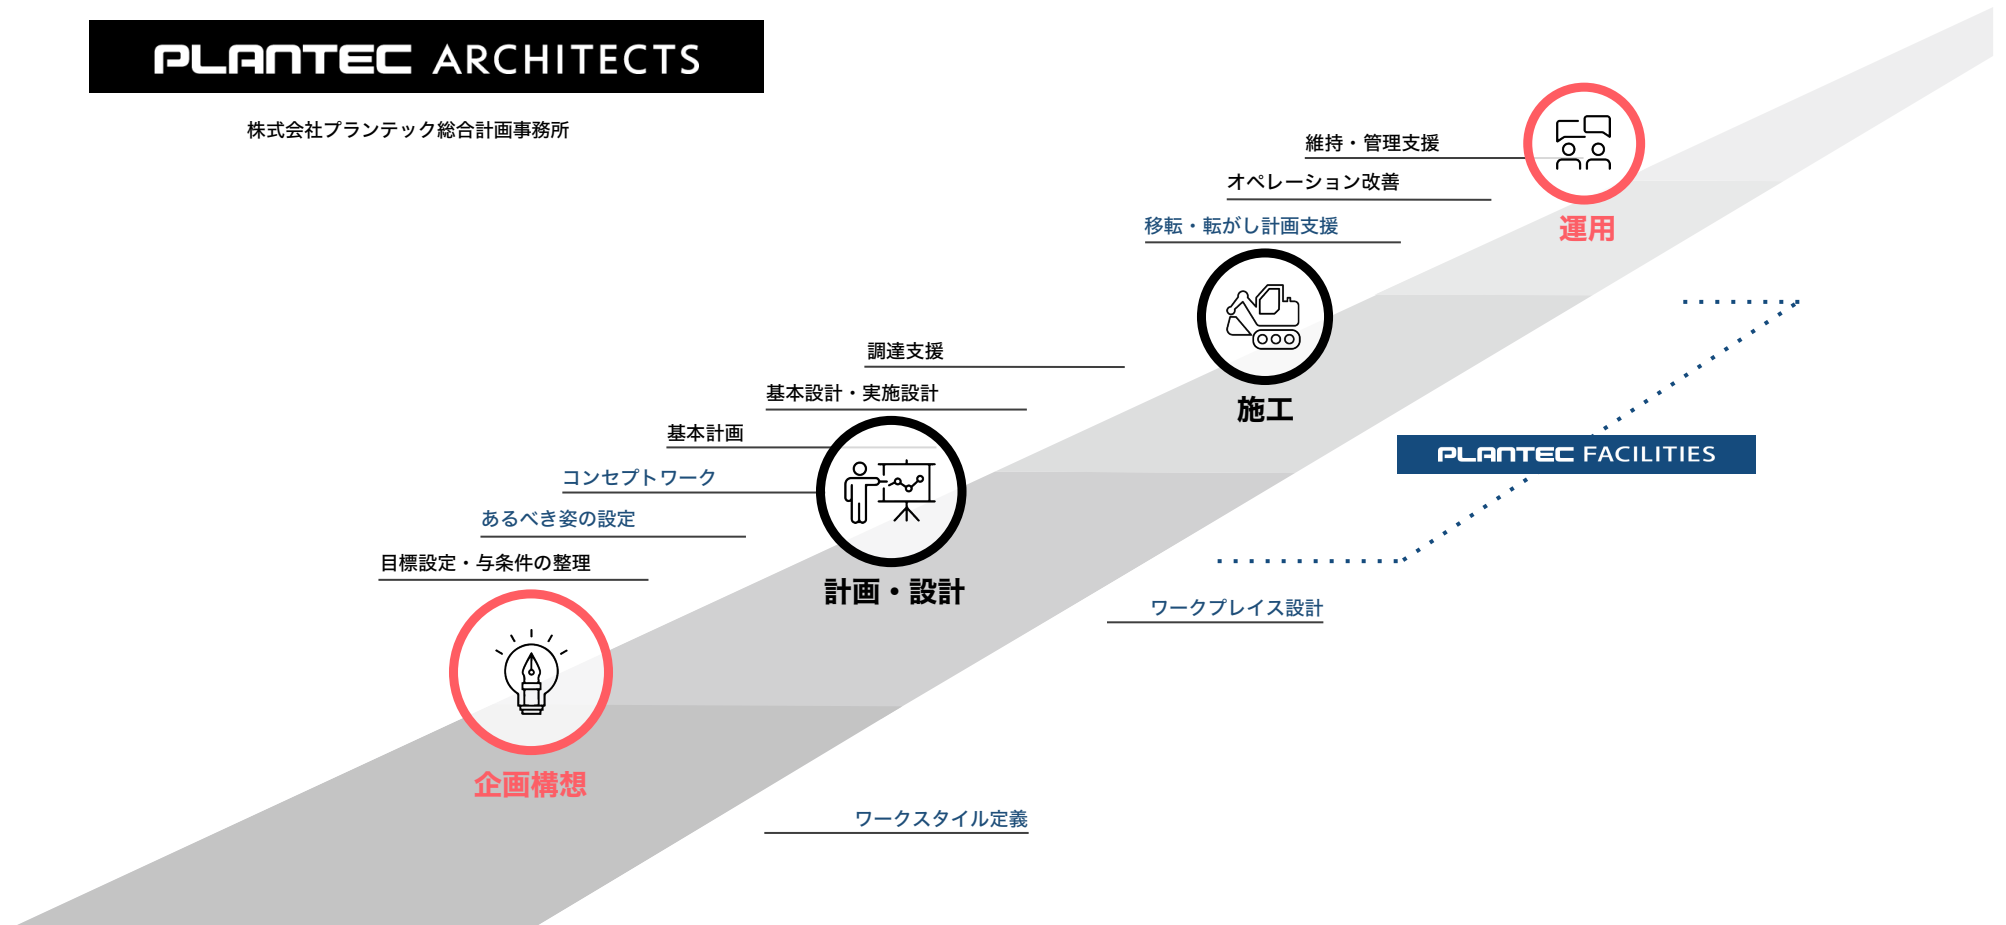 PLANTEC ARCHITECTS
株式会社プランテック総合計画事務所
維持・管理支援
オペレーション改善
移転・転がし計画支援
運用
調達支援
基本設計・実施設計
基本計画
コンセプトワーク
あるべき姿の設定
目標設定・与条件の整理
施工
PLANTEC FACILITIES
計画・設計
ワークプレイス設計
企画構想
ワークスタイル定義